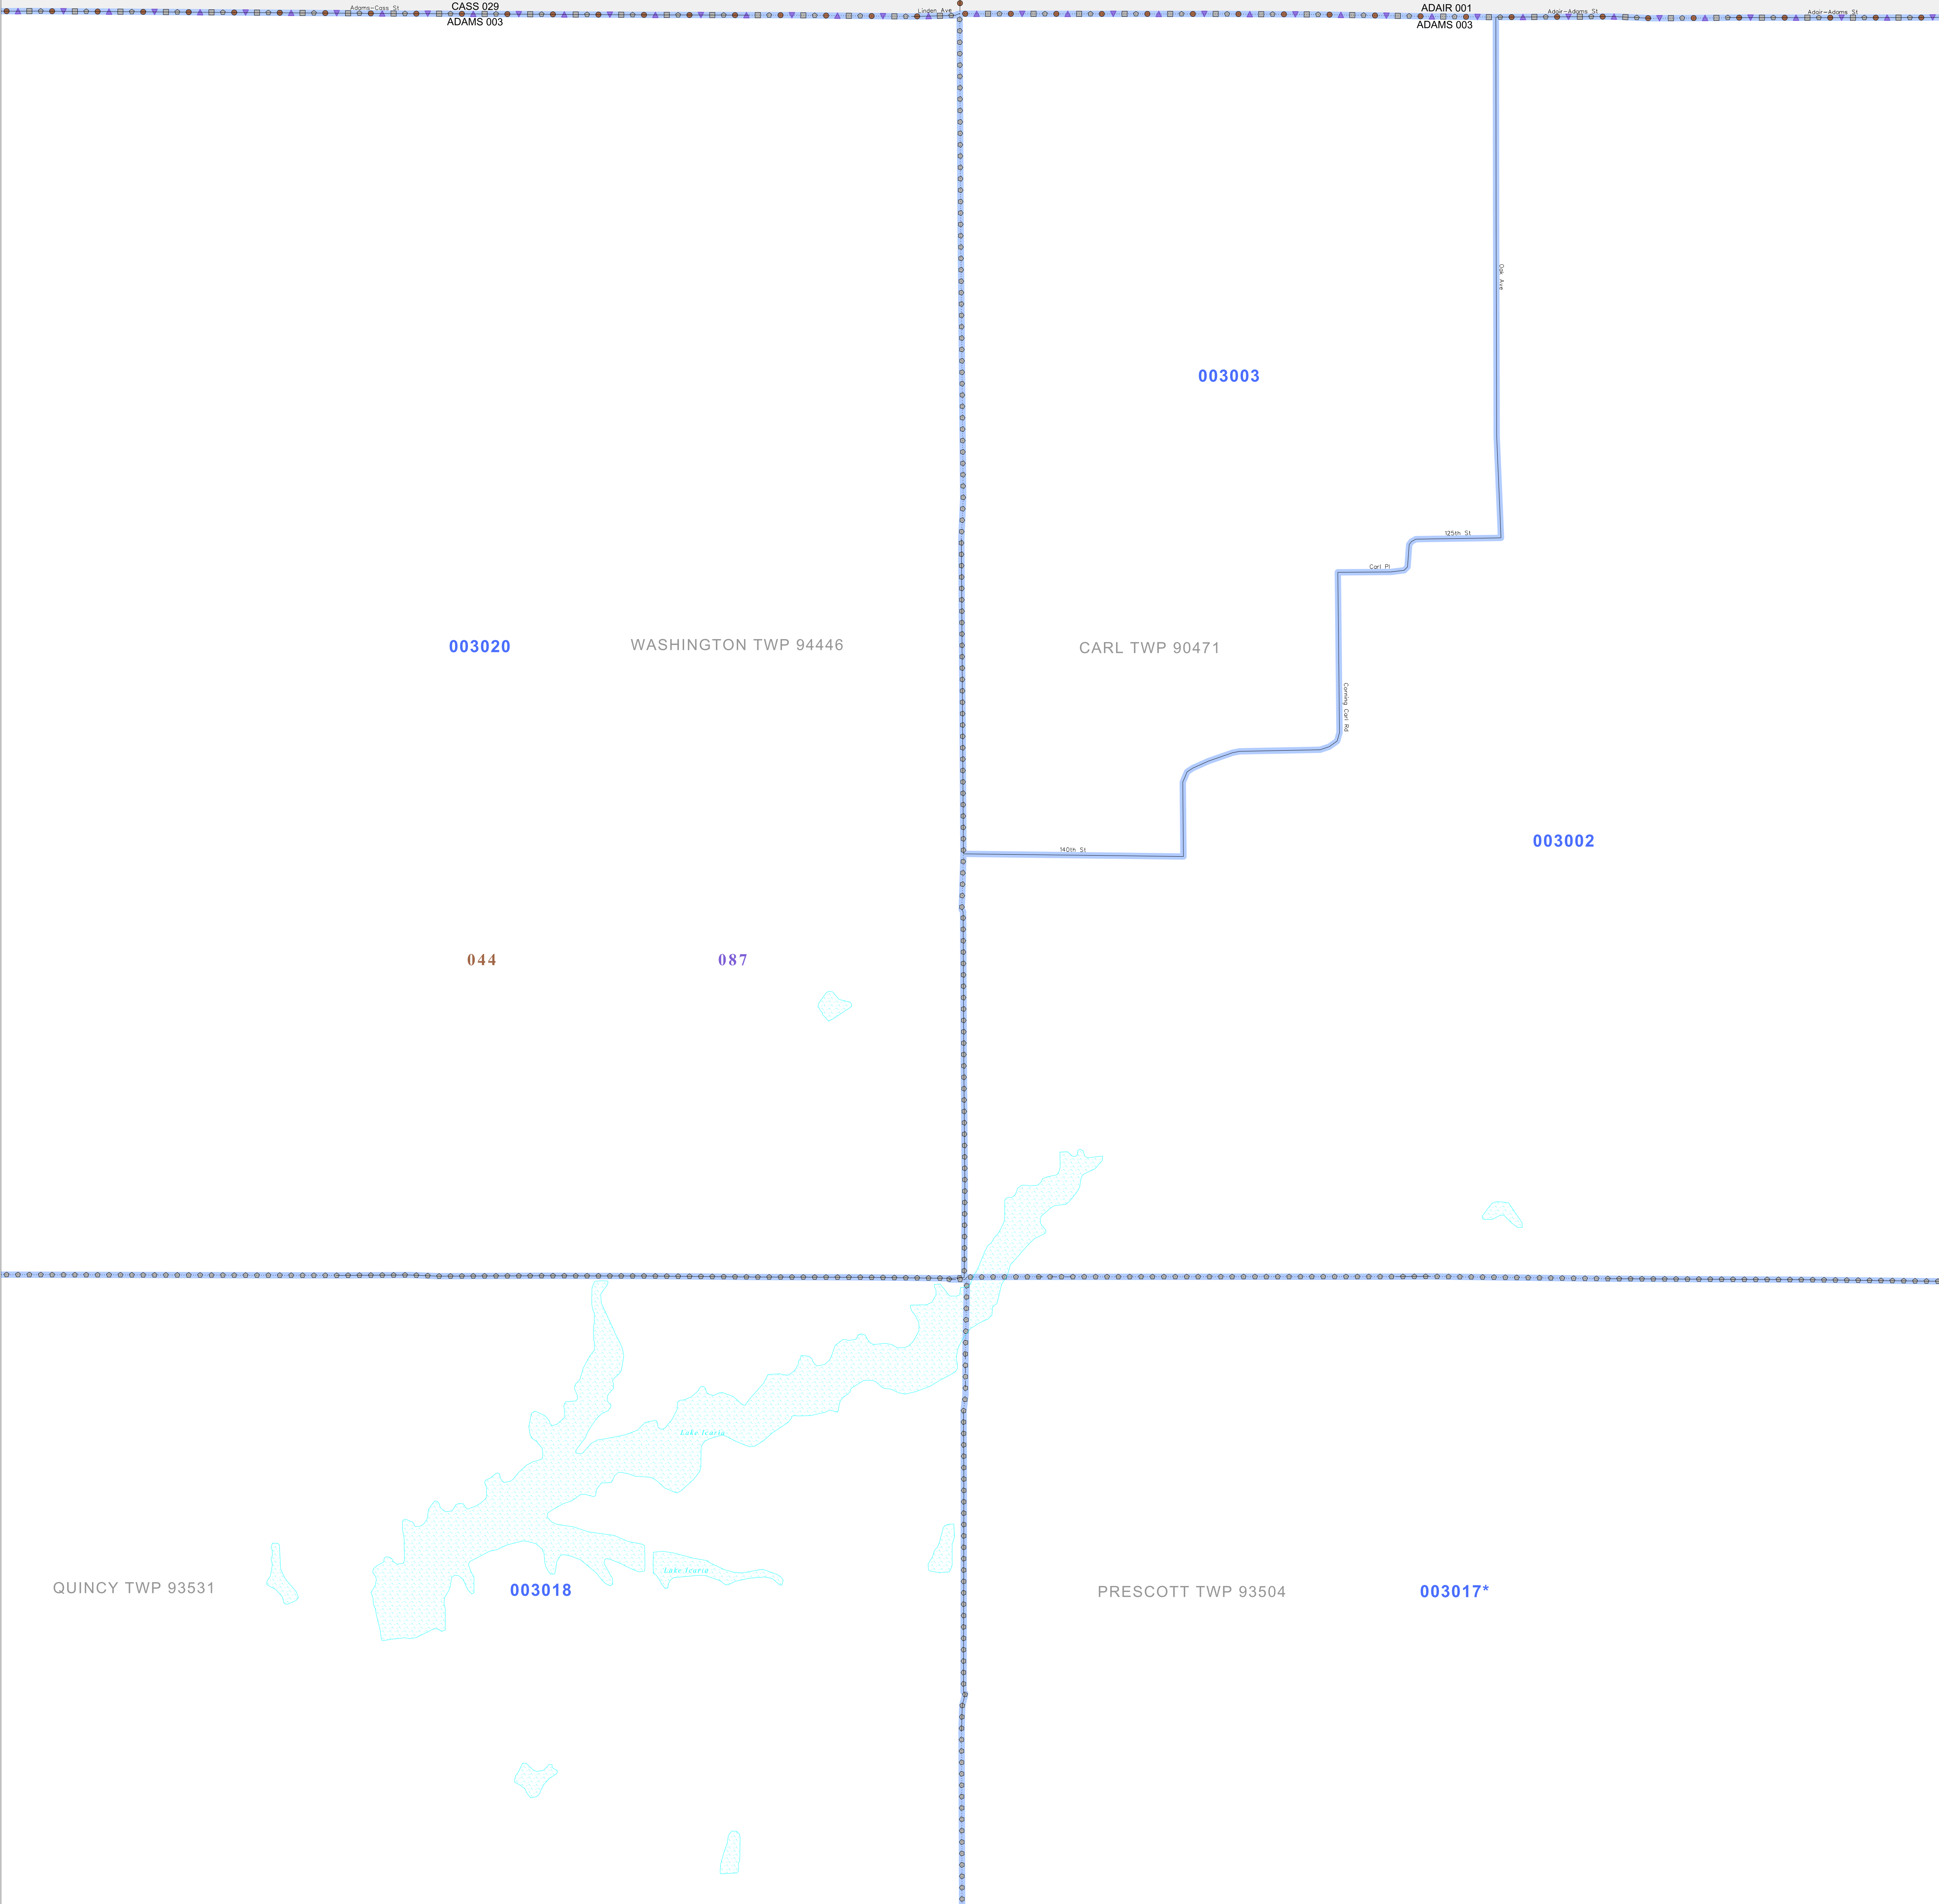 Adams-Cass St
CASS 029
ADAMS 003
Linden Ave
ADAIR 001
ADAMS 003
Adair-Adams St
Adair-Adams St
Oak Ave
003003
125th St
Carl Pl
003020
WASHINGTON TWP 94446
CARL TWP 90471
Corning Carl Rd
003002
140th St
044
087
Lake Icaria
Lake Icaria
QUINCY TWP 93531
003018
PRESCOTT TWP 93504
003017*